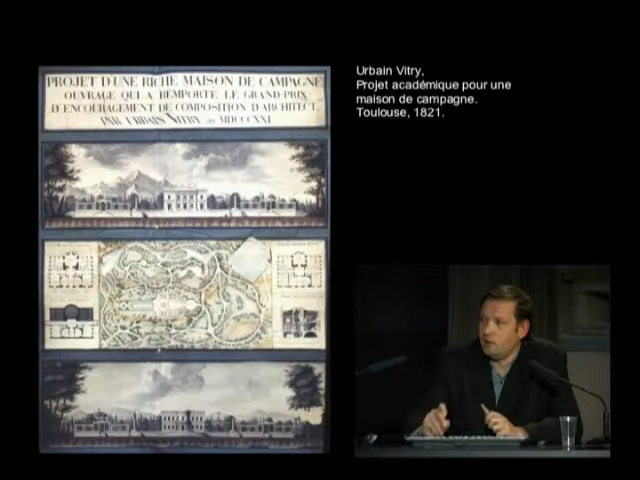 PROJET D'UNE RICHE MAISON DE CAMPAGNE
OUVRAGE QUI A REMPORTE LE GRAND PRIX
D'ENCOURAGEMENT DE COMPOSITION D'ARCHITECT.
PAR URBAIN VITRY MDCCCXXI
Urbain Vitry,
Projet académique pour une
maison de campagne.
Toulouse, 1821.